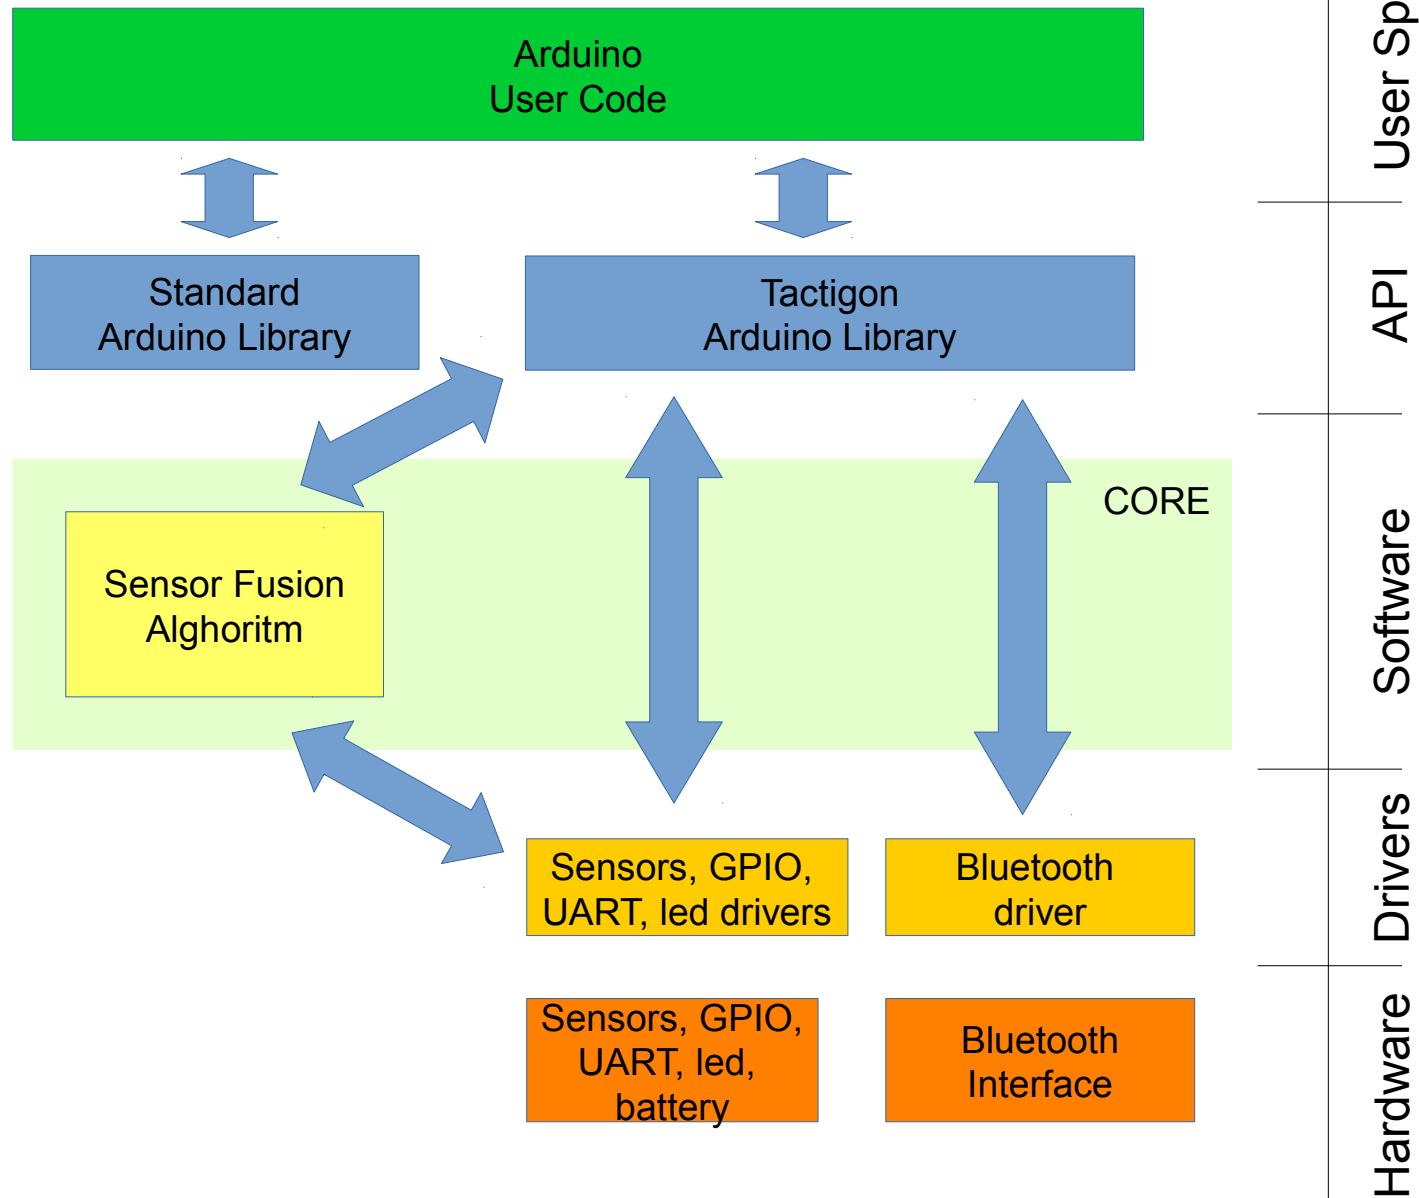 Arduino
User Code
User Sp
Standard
Arduino Library
Tactigon
Arduino Library
API
CORE
Sensor Fusion
Alghoritm
Software
Sensors, GPIO,
UART, led drivers
Bluetooth
driver
Drivers
Sensors, GPIO,
UART, led,
battery
Bluetooth
Interface
Hardware